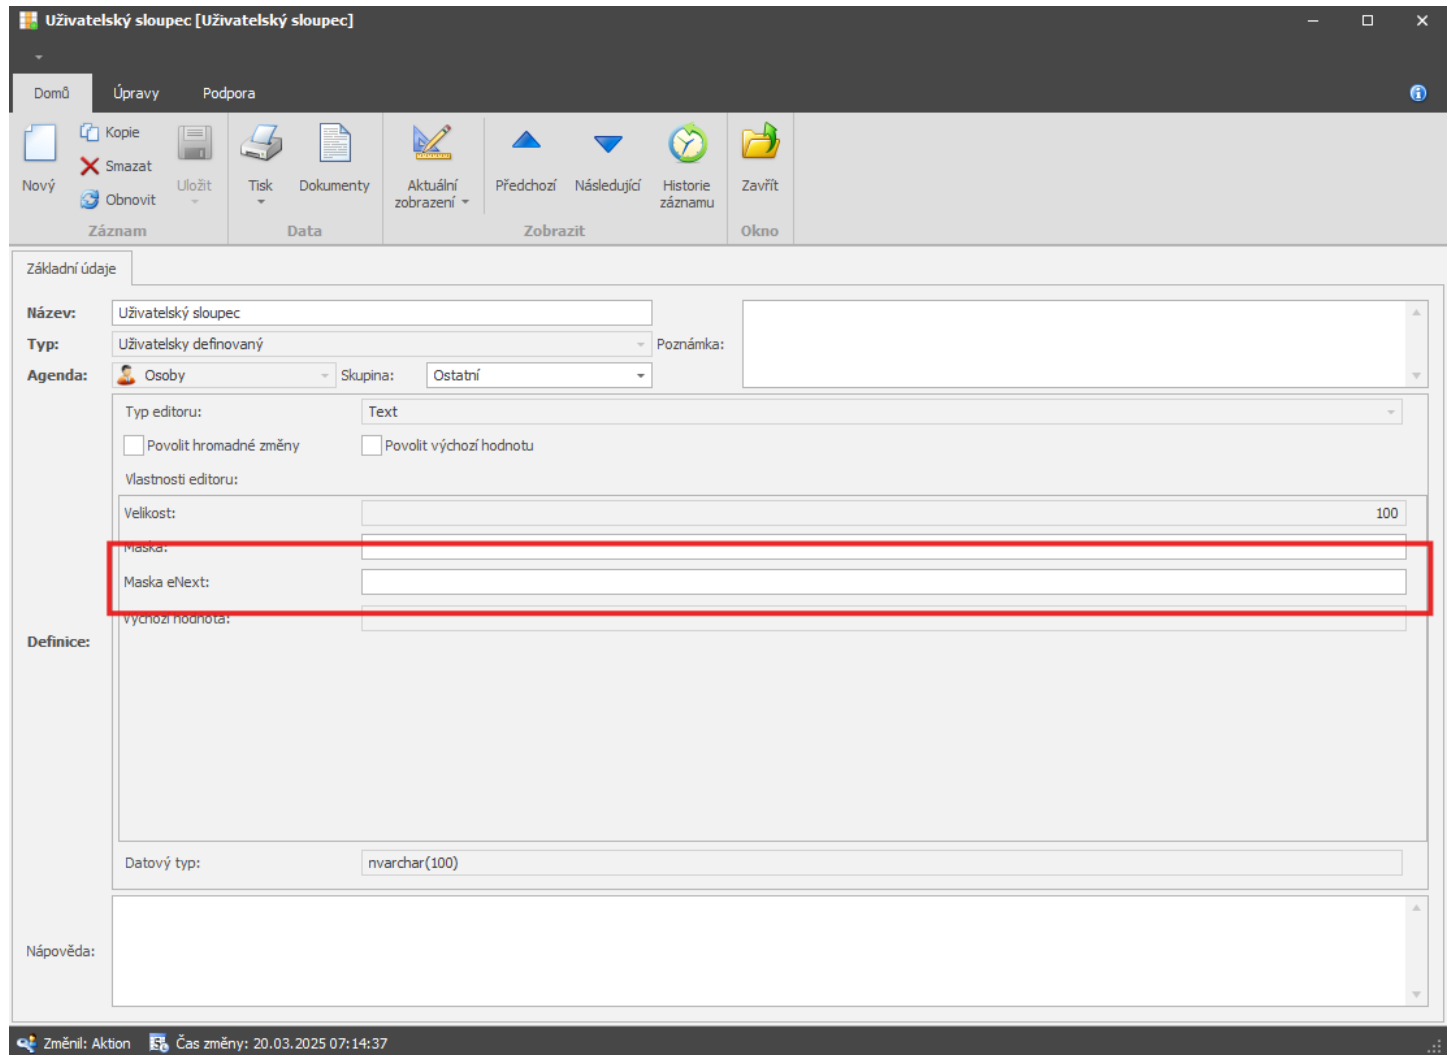 Uživatelský sloupec [Uživatelský sloupec]
Domů Úpravy Podpora
Nový
Kopie
Smazat
Obnovit
Uložit
Záznam
Tisk
Dokumenty
Data
Aktuální
zobrazení
Předchozí
Následující
Historie
záznamu
Zobrazit
Zavřít
Okno
Základní údaje
Název: Uživatelský sloupec
Typ: Uživatelsky definovaný
Poznámka:
Agenda: Osoby Skupina: Ostatní
Typ editoru: Text
Povolit hromadné změny Povolit výchozí hodnotu
Vlastnosti editoru:
Velikost: 100
Maska:
Maska eNext:
Výchozí hodnota:
Definice:
Datový typ: nvarchar(100)
Nápověda:
Změnil: Aktion Čas změny: 20.03.2025 07:14:37